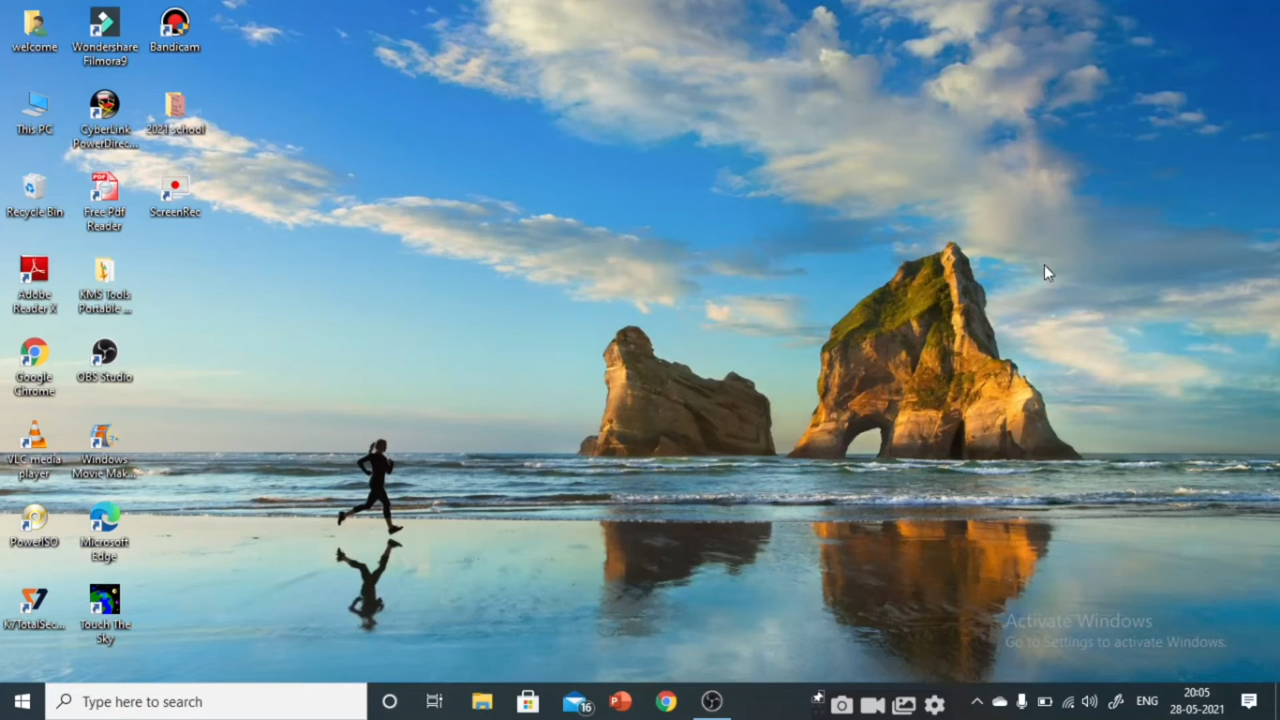 welcome
Wondershare
Filmora9
Bandicam
This PC
CyberLink
PowerDirec...
2021 school
Recycle Bin
PDF
Free Pdf
Reader
ScreenRec
Adobe
Reader X
KMS Tools
Portable ...
Google
Chrome
OBS Studio
VLC media
player
Windows
Movie Mak...
PowerISO
Microsoft
Edge
K7TotalSec...
Touch The
Sky
Activate Windows
Go to Settings to activate Windows.
Type here to search
16
ENG
20:05
28-05-2021